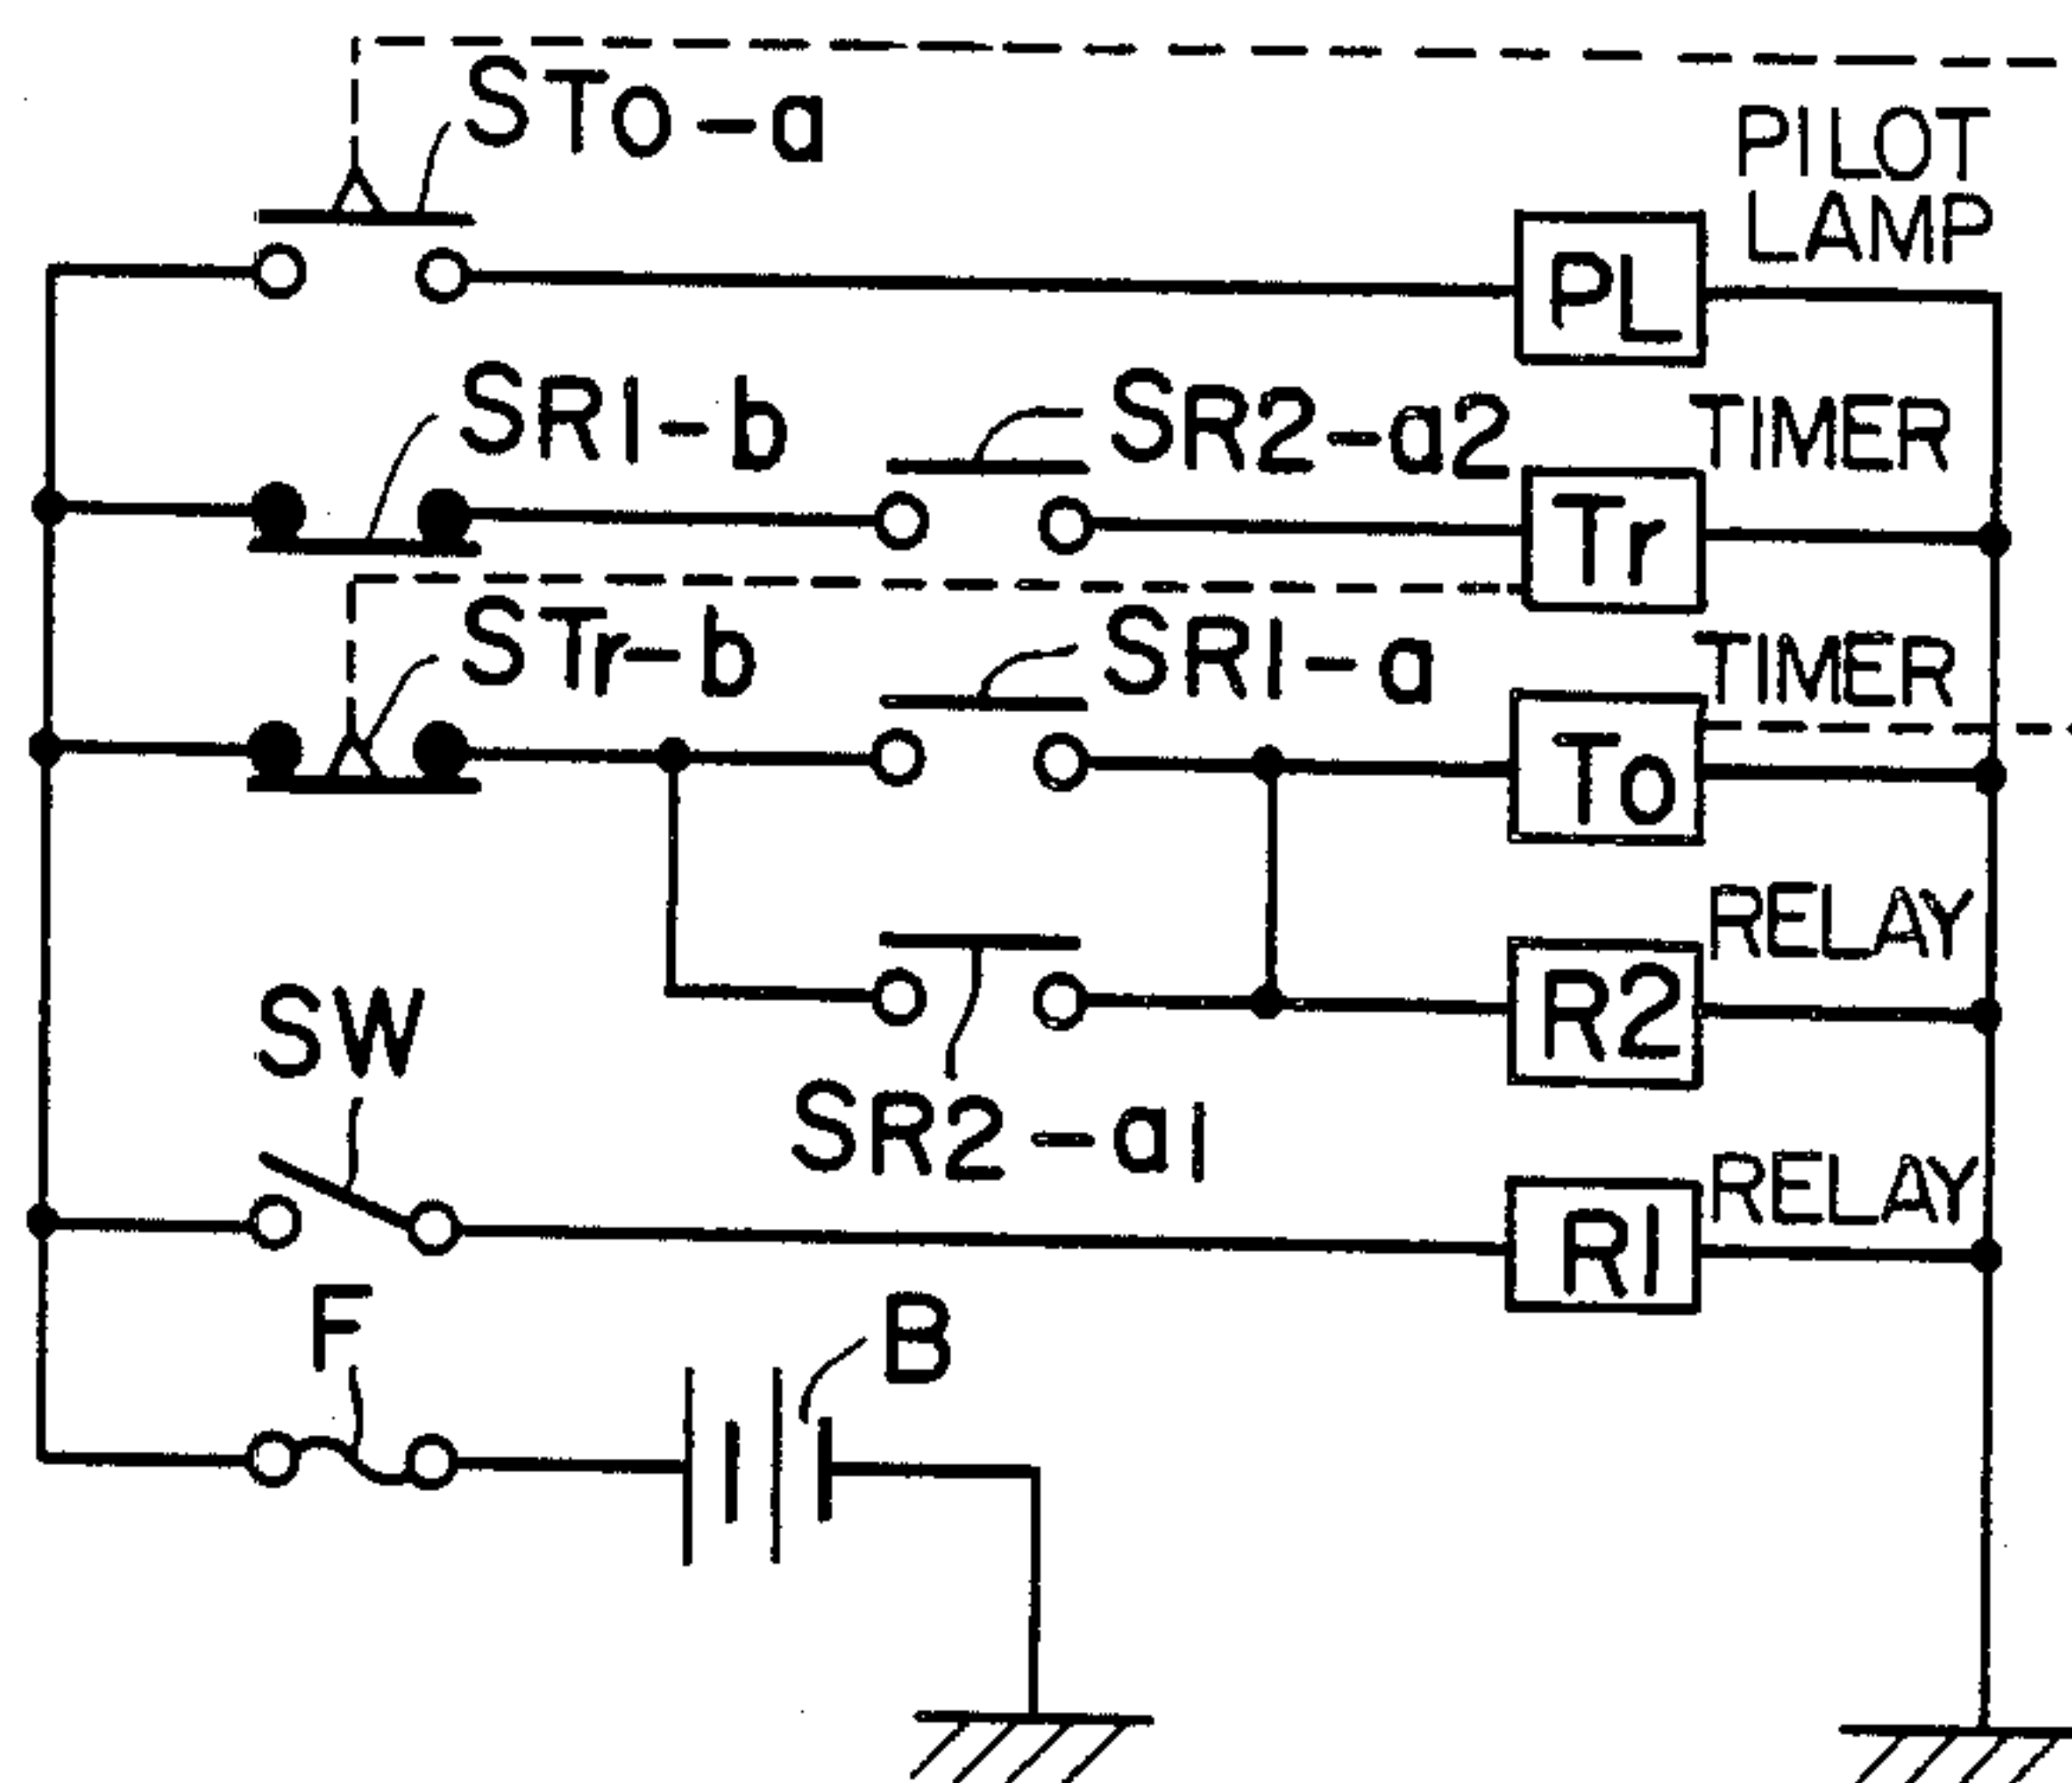 STo-a
PILOT
LAMP
PL
SR1-b
SR2-a2
TIMER
Tr
STr-b
SR1-a
TIMER
To
RELAY
R2
SW
SR2-a1
RELAY
R1
F
B